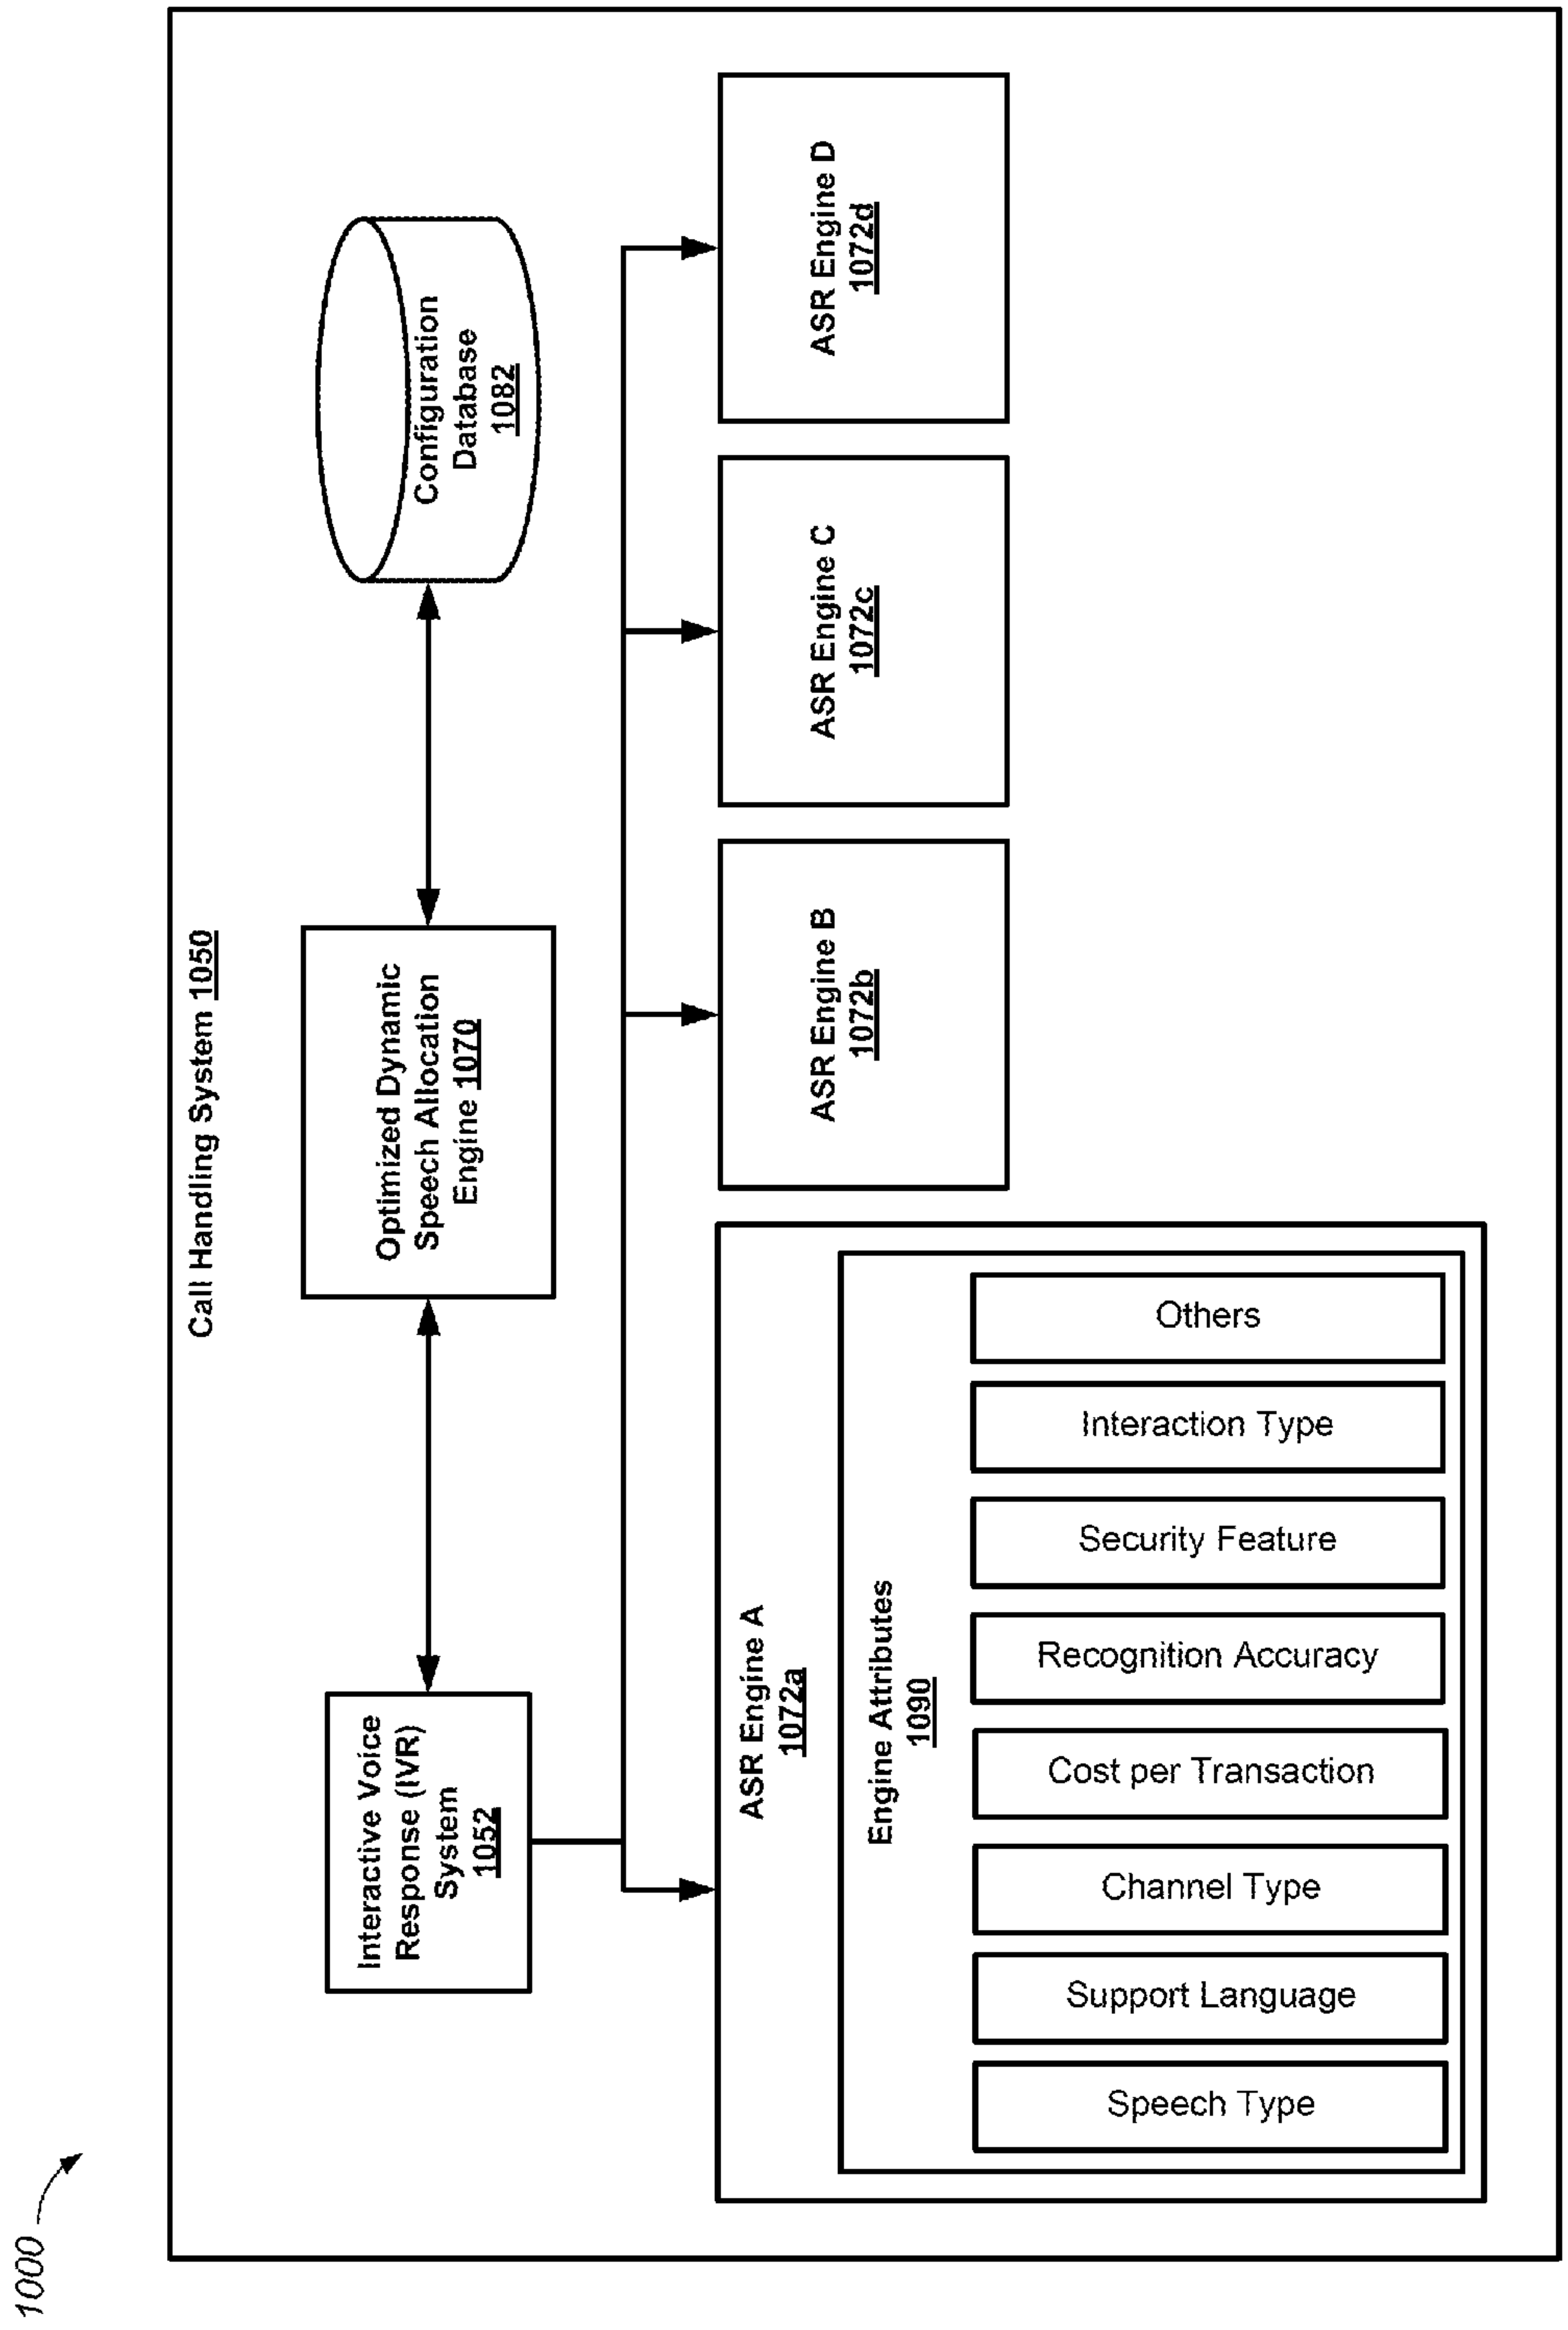 1000
Call Handling System 1050
Interactive Voice
Response (IVR)
System
1052
Optimized Dynamic
Speech Allocation
Engine 1070
Configuration
Database
1082
ASR Engine A
1072a
Engine Attributes
1090
Speech Type
Support Language
Channel Type
Cost per Transaction
Recognition Accuracy
Security Feature
Interaction Type
Others
ASR Engine B
1072b
ASR Engine C
1072c
ASR Engine D
1072d